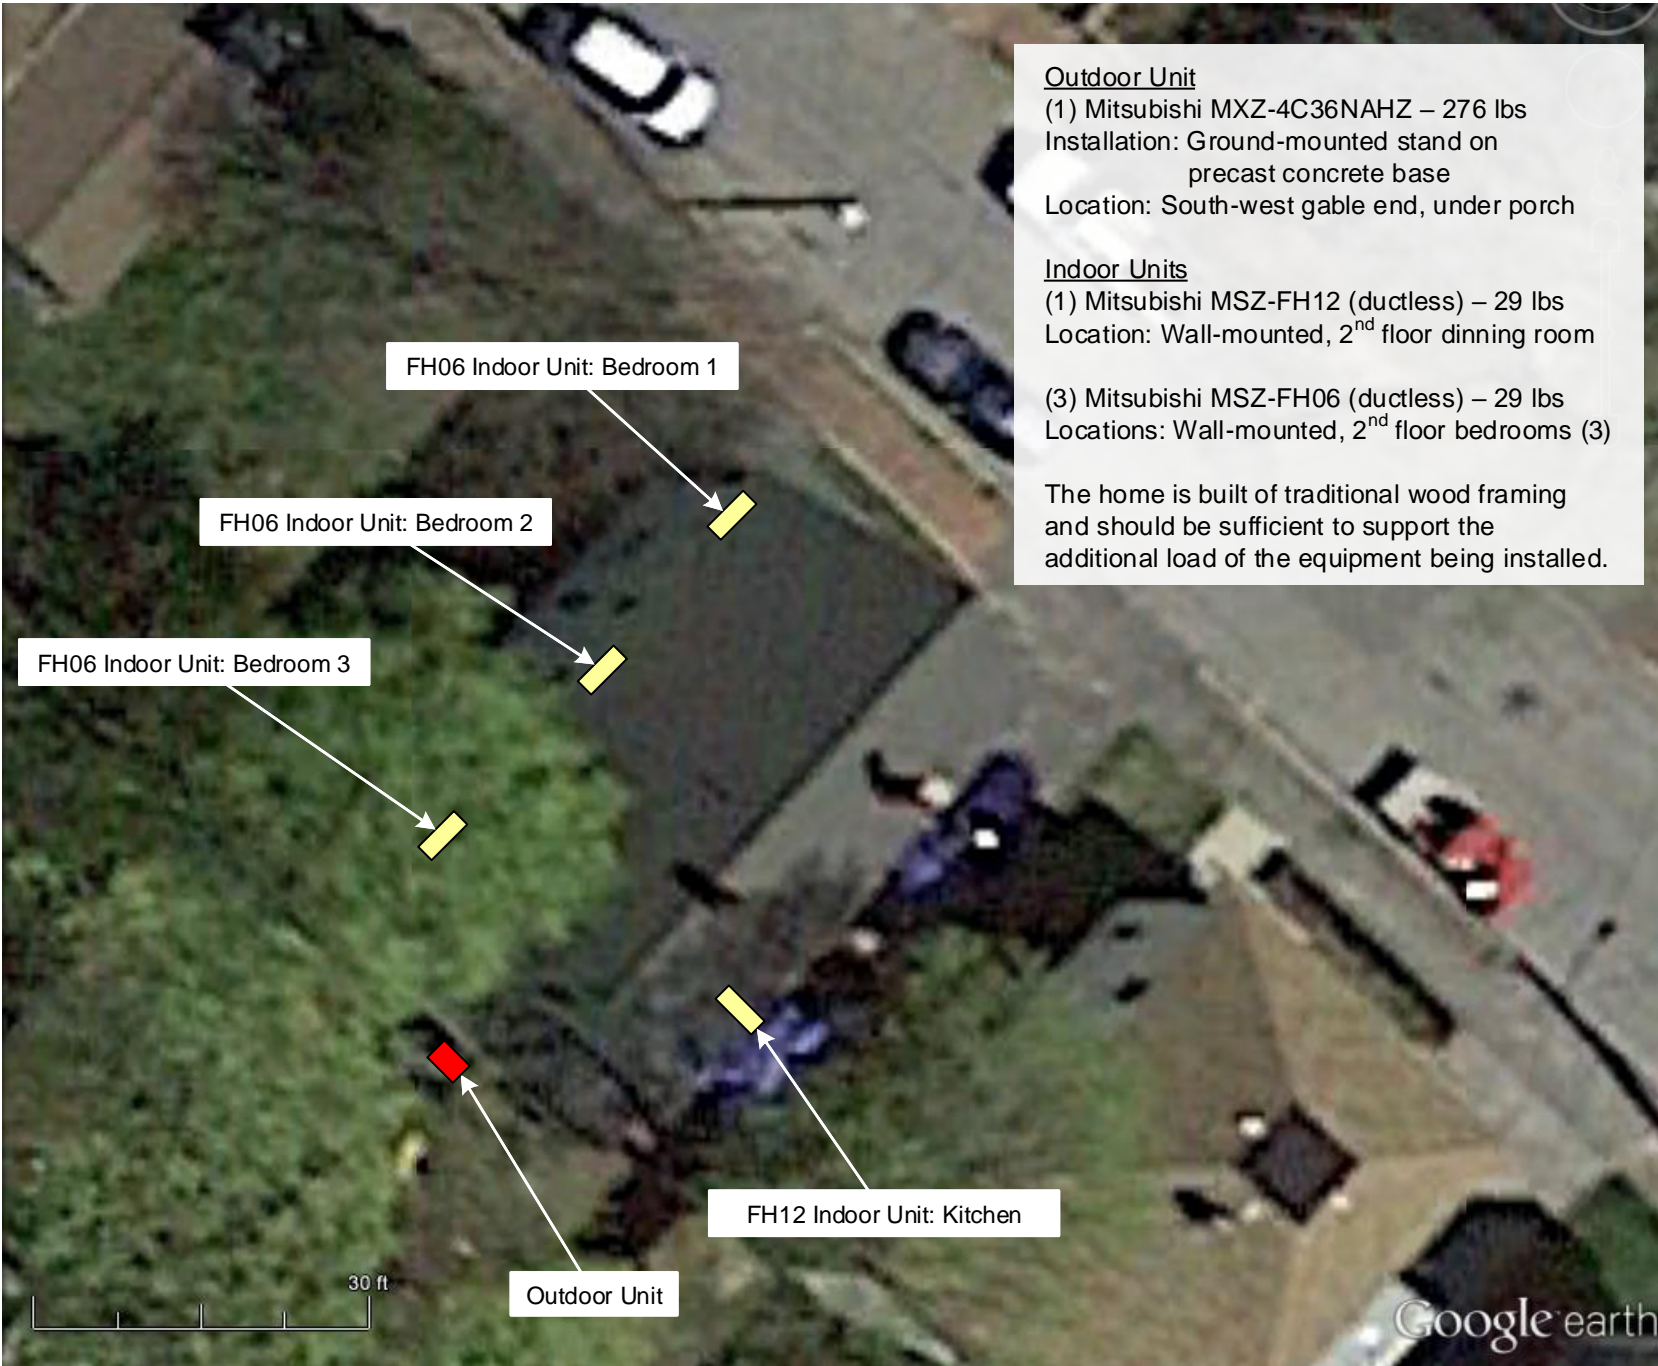 Outdoor Unit
(1) Mitsubishi MXZ-4C36NAHZ – 276 lbs
Installation: Ground-mounted stand on
precast concrete base
Location: South-west gable end, under porch
Indoor Units
(1) Mitsubishi MSZ-FH12 (ductless) – 29 lbs
Location: Wall-mounted, 2nd floor dinning room
(3) Mitsubishi MSZ-FH06 (ductless) – 29 lbs
Locations: Wall-mounted, 2nd floor bedrooms (3)
The home is built of traditional wood framing
and should be sufficient to support the
additional load of the equipment being installed.
FH06 Indoor Unit: Bedroom 1
FH06 Indoor Unit: Bedroom 2
FH06 Indoor Unit: Bedroom 3
FH12 Indoor Unit: Kitchen
Outdoor Unit
30 ft
Google earth